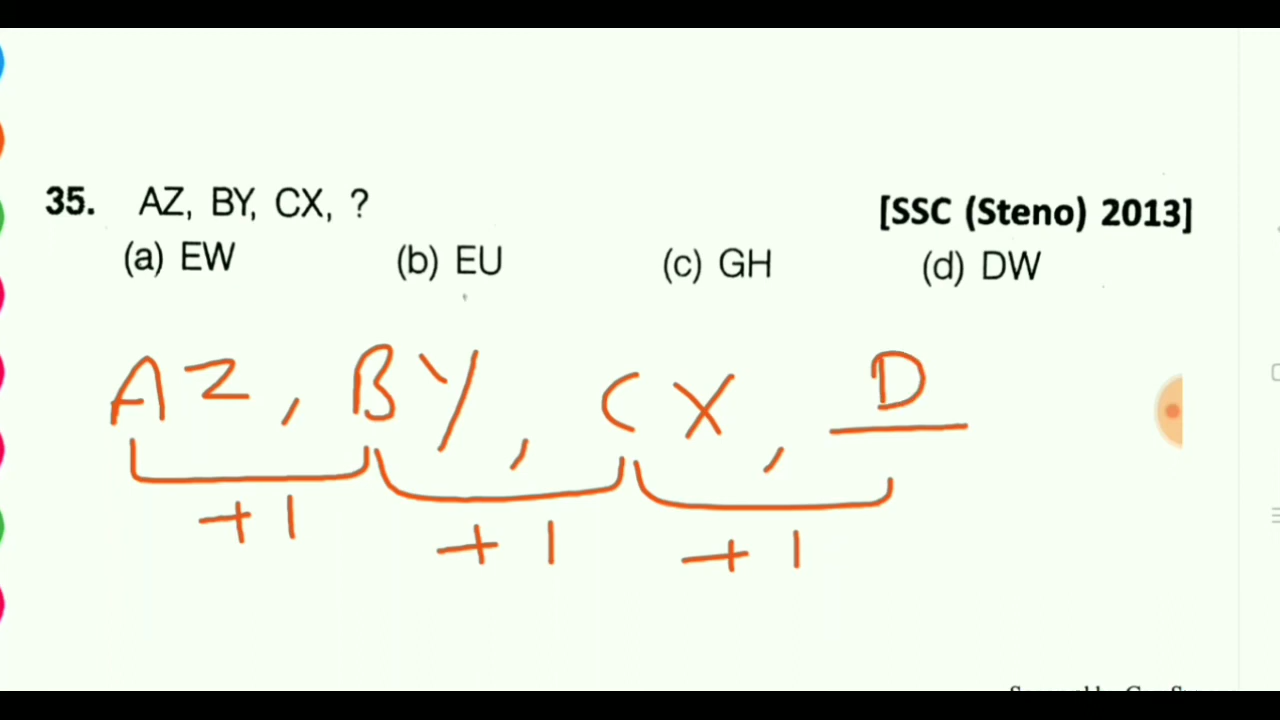 35. AZ, BY, CX, ? [SSC (Steno) 2013]
(a) EW (b) EU (c) GH (d) DW
AZ, BY, CX, D
+1 +1 +1